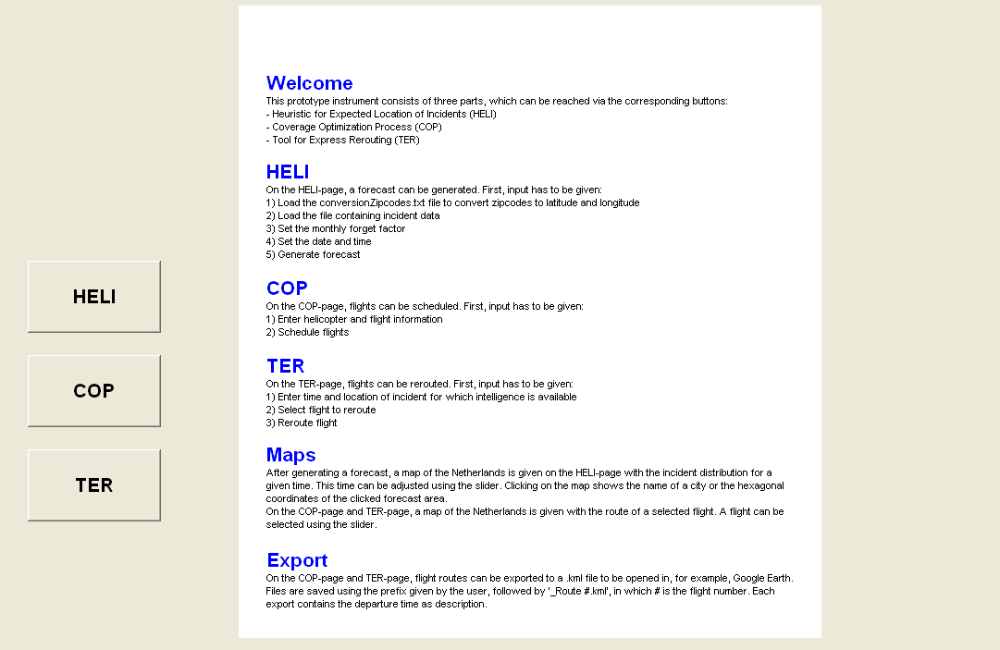 Welcome
This prototype instrument consists of three parts, which can be reached via the corresponding buttons:
- Heuristic for Expected Location of Incidents (HELI)
- Coverage Optimization Process (COP)
- Tool for Express Rerouting (TER)
HELI
On the HELI-page, a forecast can be generated. First, input has to be given:
1) Load the conversionZipcodes.txt file to convert zipcodes to latitude and longitude
2) Load the file containing incident data
3) Set the monthly forget factor
4) Set the date and time
5) Generate forecast
COP
On the COP-page, flights can be scheduled. First, input has to be given:
1) Enter helicopter and flight information
2) Schedule flights
TER
On the TER-page, flights can be rerouted. First, input has to be given:
1) Enter time and location of incident for which intelligence is available
2) Select flight to reroute
3) Reroute flight
Maps
After generating a forecast, a map of the Netherlands is given on the HELI-page with the incident distribution for a
given time. This time can be adjusted using the slider. Clicking on the map shows the name of a city or the hexagonal
coordinates of the clicked forecast area.
On the COP-page and TER-page, a map of the Netherlands is given with the route of a selected flight. A flight can be
selected using the slider.
Export
On the COP-page and TER-page, flight routes can be exported to a .kml file to be opened in, for example, Google Earth.
Files are saved using the prefix given by the user, followed by '_Route #.kml', in which # is the flight number. Each
export contains the departure time as description.
HELI
COP
TER